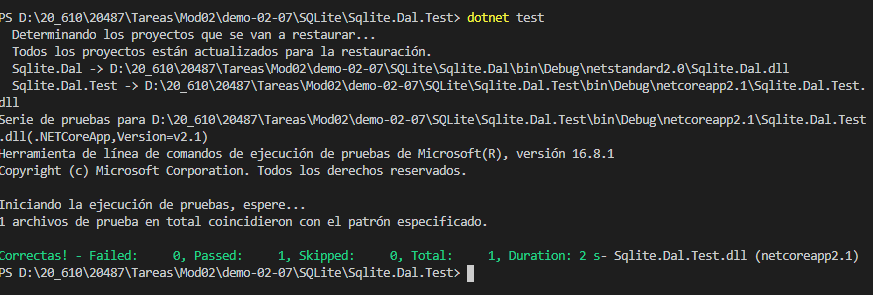 PS D:\20_610\20487\Tareas\Mod02\demo-02-07\SQLite\Sqlite.Dal.Test> dotnet test
  Determinando los proyectos que se van a restaurar...
  Todos los proyectos están actualizados para la restauración.
  Sqlite.Dal -> D:\20_610\20487\Tareas\Mod02\demo-02-07\SQLite\Sqlite.Dal\bin\Debug\netstandard2.0\Sqlite.Dal.dll
  Sqlite.Dal.Test -> D:\20_610\20487\Tareas\Mod02\demo-02-07\SQLite\Sqlite.Dal.Test\bin\Debug\netcoreapp2.1\Sqlite.Dal.Test.
dll
Serie de pruebas para D:\20_610\20487\Tareas\Mod02\demo-02-07\SQLite\Sqlite.Dal.Test\bin\Debug\netcoreapp2.1\Sqlite.Dal.Test
.dll(.NETCoreApp,Version=v2.1)
Herramienta de línea de comandos de ejecución de pruebas de Microsoft(R), versión 16.8.1
Copyright (c) Microsoft Corporation. Todos los derechos reservados.

Iniciando la ejecución de pruebas, espere...
1 archivos de prueba en total coincidieron con el patrón especificado.

Correctas! - Failed:     0, Passed:     1, Skipped:     0, Total:     1, Duration: 2 s- Sqlite.Dal.Test.dll (netcoreapp2.1)
PS D:\20_610\20487\Tareas\Mod02\demo-02-07\SQLite\Sqlite.Dal.Test>